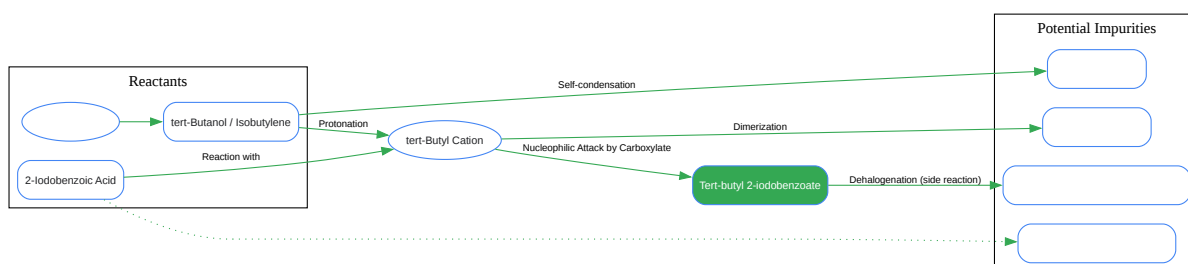 Potential Impurities
Reactants
Self-condensation
tert-Butanol / Isobutylene
Protonation
Dimerization
tert-Butyl Cation
Nucleophilic Attack by Carboxylate
Reaction with
2-Iodobenzoic Acid
Tert-butyl 2-iodobenzoate
Dehalogenation (side reaction)